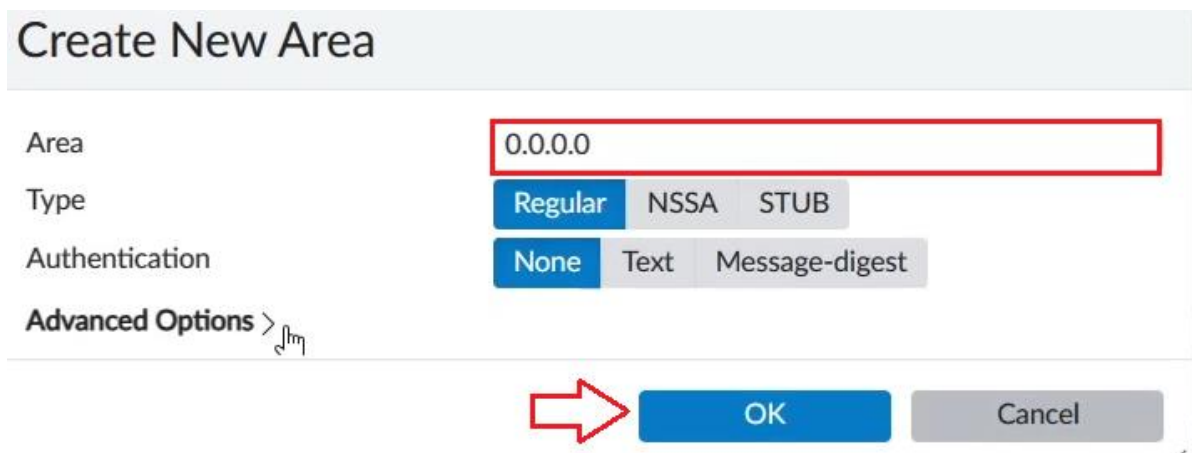 Create New Area
Area 0.0.0.0
Type Regular NSSA STUB
Authentication None Text Message-digest
Advanced Options >
OK Cancel